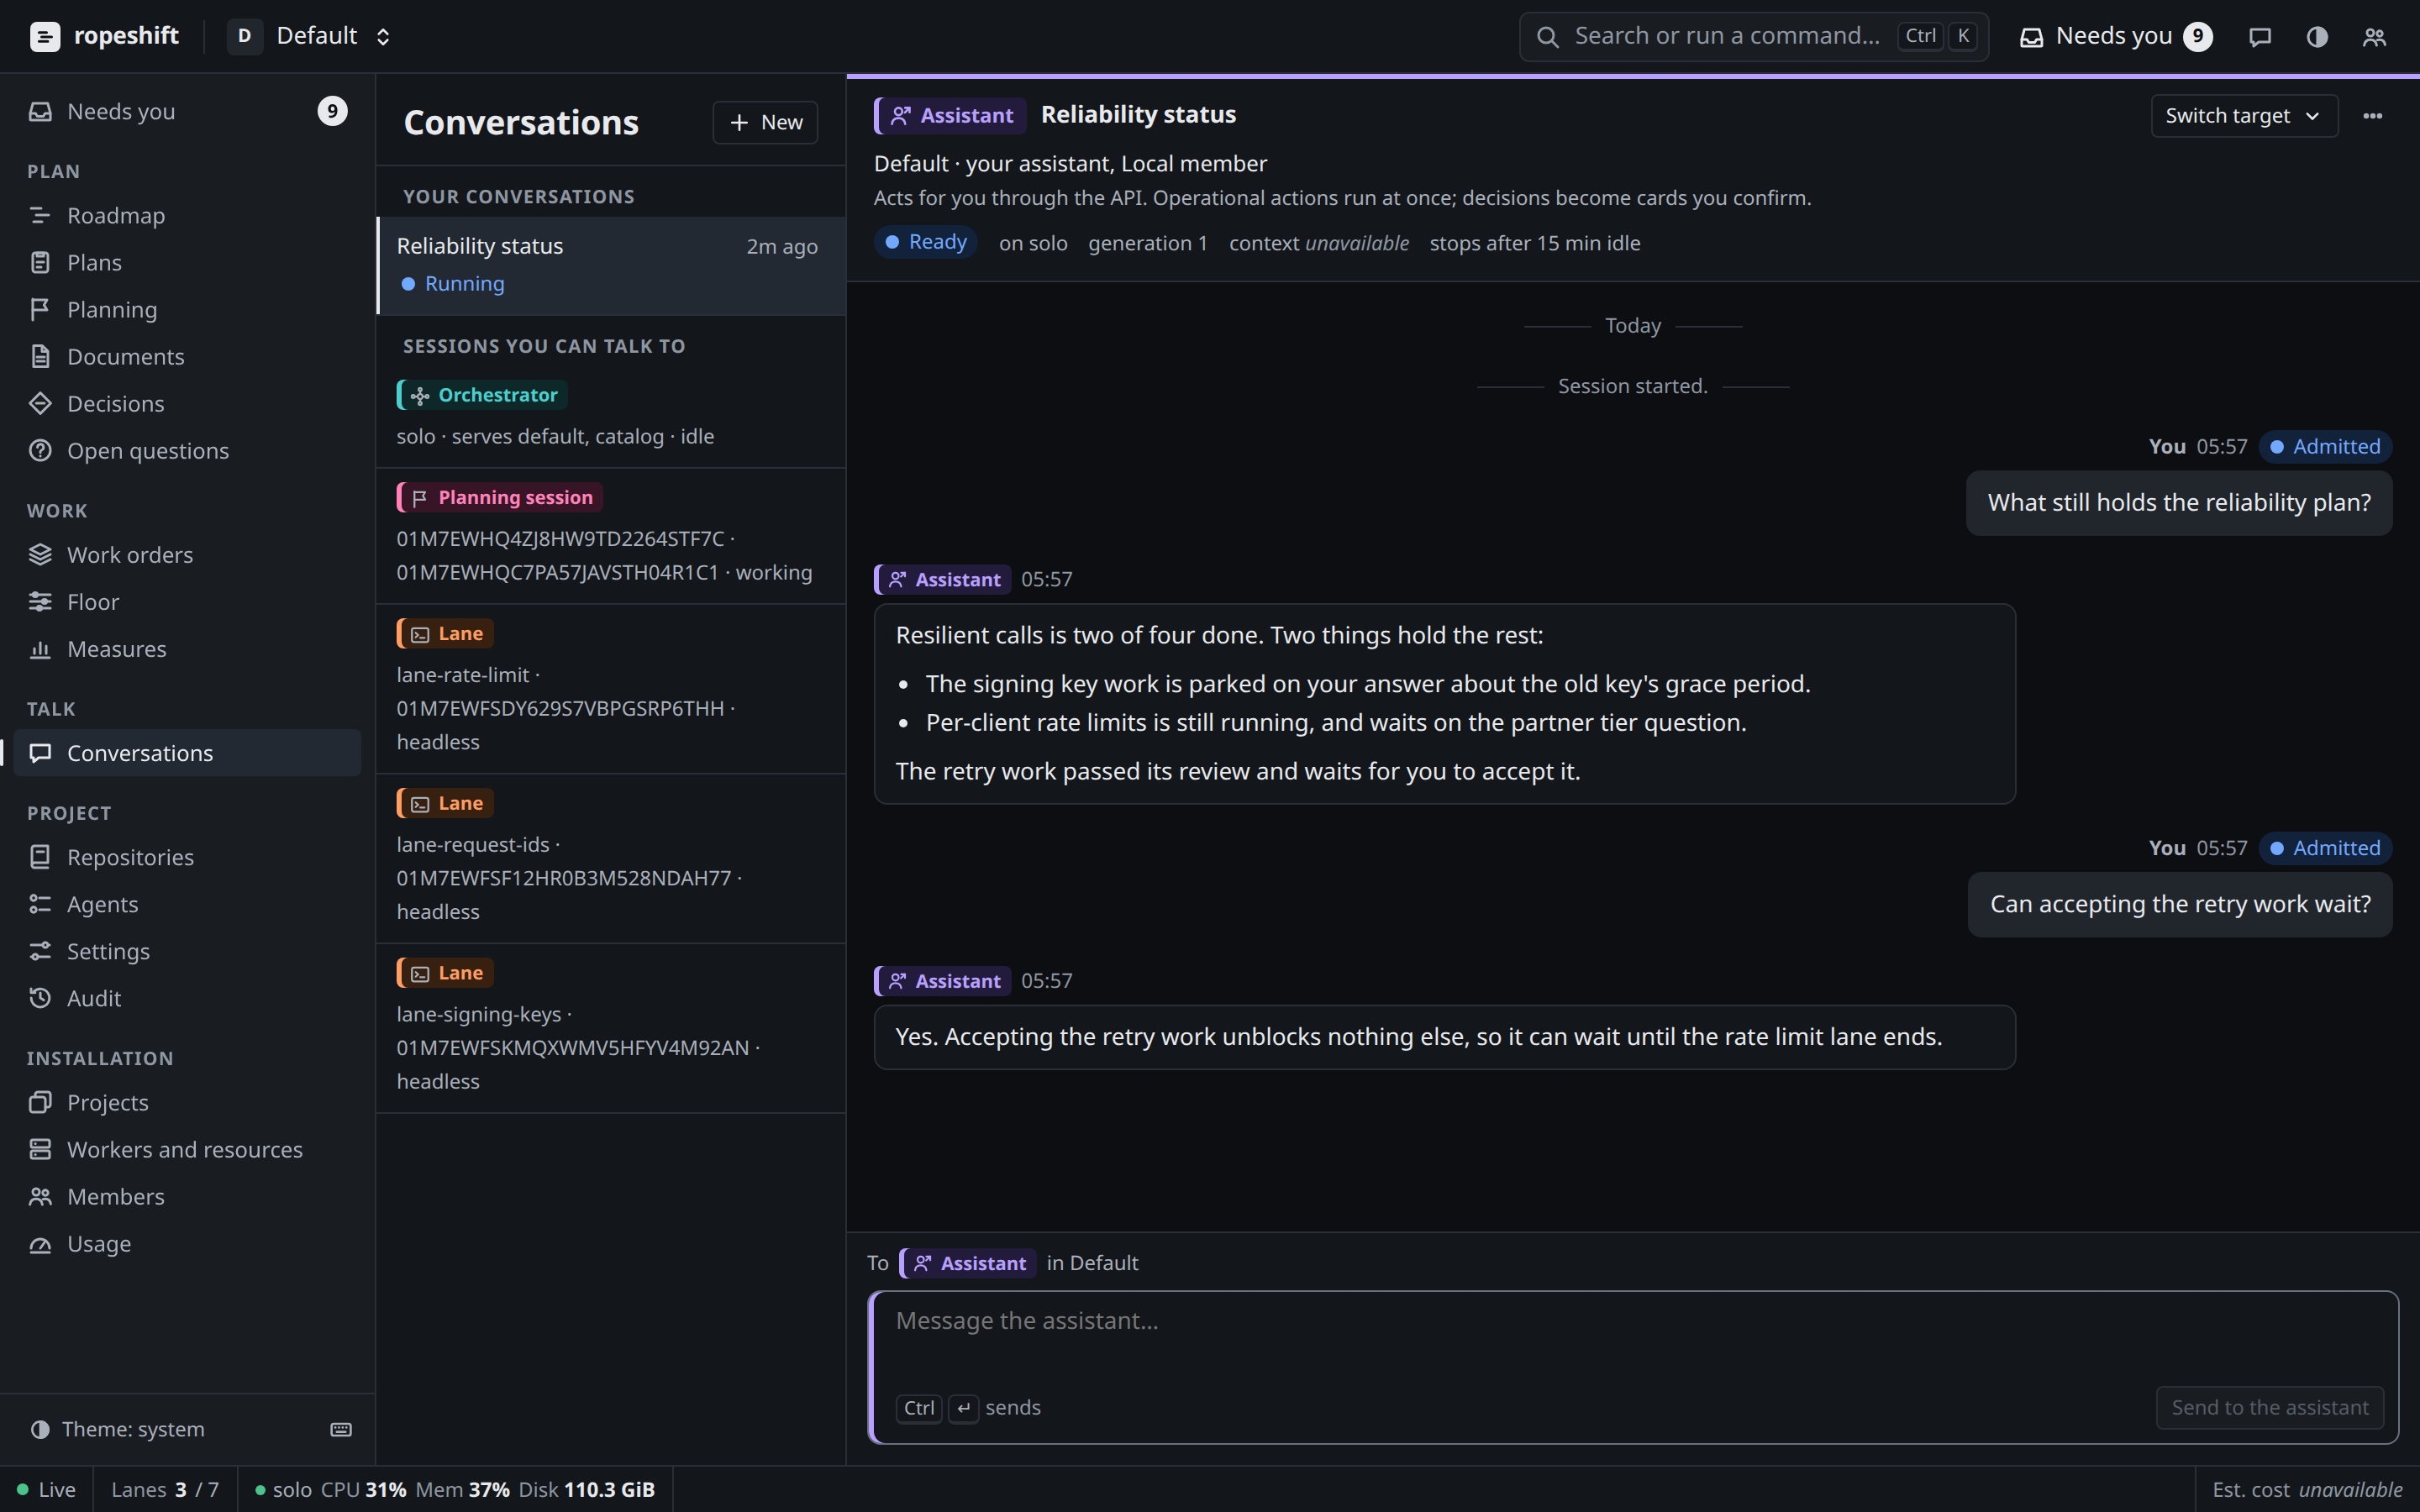 ropeshift
D Default
Search or run a command... Ctrl K
Needs you 9
Needs you 9
PLAN
Roadmap
Plans
Planning
Documents
Decisions
Open questions
WORK
Work orders
Floor
Measures
TALK
Conversations
PROJECT
Repositories
Agents
Settings
Audit
INSTALLATION
Projects
Workers and resources
Members
Usage
Theme: system
Conversations
New
YOUR CONVERSATIONS
Reliability status 2m ago
Running
SESSIONS YOU CAN TALK TO
Orchestrator
solo · serves default, catalog · idle
Planning session
01M7EWHQ4ZJ8HW9TD2264STF7C ·
01M7EWHQC7PA57JAVSTH04R1C1 · working
Lane
lane-rate-limit ·
01M7EWFSDY629S7VBPGSRP6THH ·
headless
Lane
lane-request-ids ·
01M7EWFSF12HR0B3M528NDAH77 ·
headless
Lane
lane-signing-keys ·
01M7EWFSKMQXWMV5HFYV4M92AN ·
headless
Assistant Reliability status
Switch target
Default · your assistant, Local member
Acts for you through the API. Operational actions run at once; decisions become cards you confirm.
Ready on solo generation 1 context unavailable stops after 15 min idle
Today
Session started.
You 05:57 Admitted
What still holds the reliability plan?
Assistant 05:57
Resilient calls is two of four done. Two things hold the rest:
• The signing key work is parked on your answer about the old key's grace period.
• Per-client rate limits is still running, and waits on the partner tier question.
The retry work passed its review and waits for you to accept it.
You 05:57 Admitted
Can accepting the retry work wait?
Assistant 05:57
Yes. Accepting the retry work unblocks nothing else, so it can wait until the rate limit lane ends.
To Assistant in Default
Message the assistant...
Ctrl ↵ sends
Send to the assistant
Live
Lanes 3 / 7
solo CPU 31% Mem 37% Disk 110.3 GiB
Est. cost unavailable